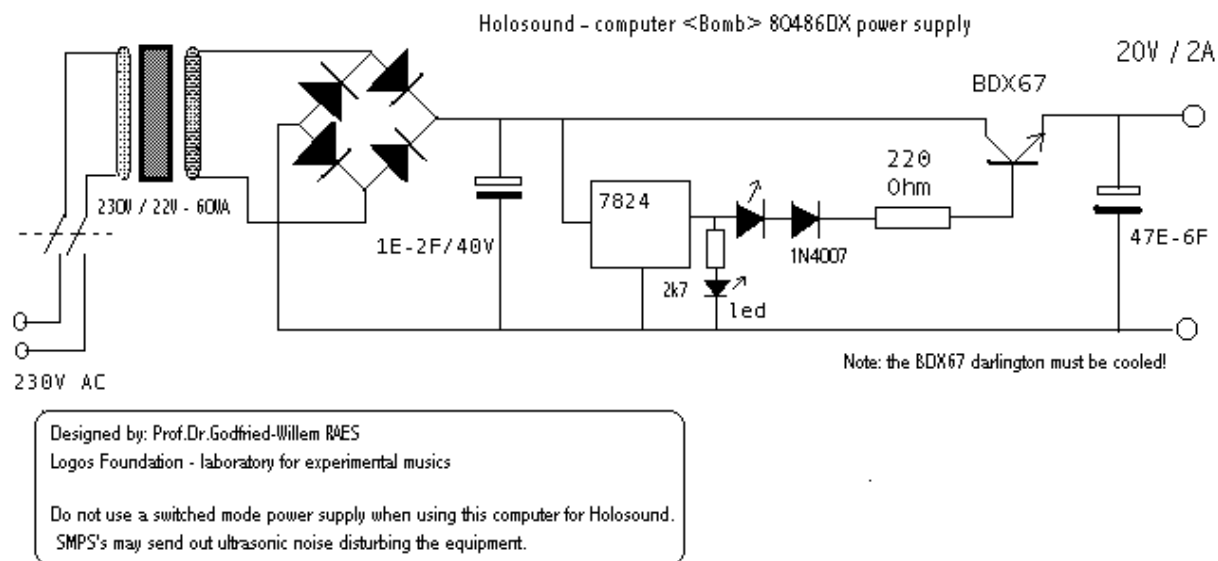 Holosound - computer <Bomb> 80486DX power supply
20V / 2A
BDX67
220
Ohm
230V / 22V - 60VA
7824
1E-2F/40V
1N4007
47E-6F
2k7
led
230V AC
Note: the BDX67 darlington must be cooled!
Designed by: Prof.Dr.Godfried-Willem RAES
Logos Foundation - laboratory for experimental musics
Do not use a switched mode power supply when using this computer for Holosound.
SMPS's may send out ultrasonic noise disturbing the equipment.